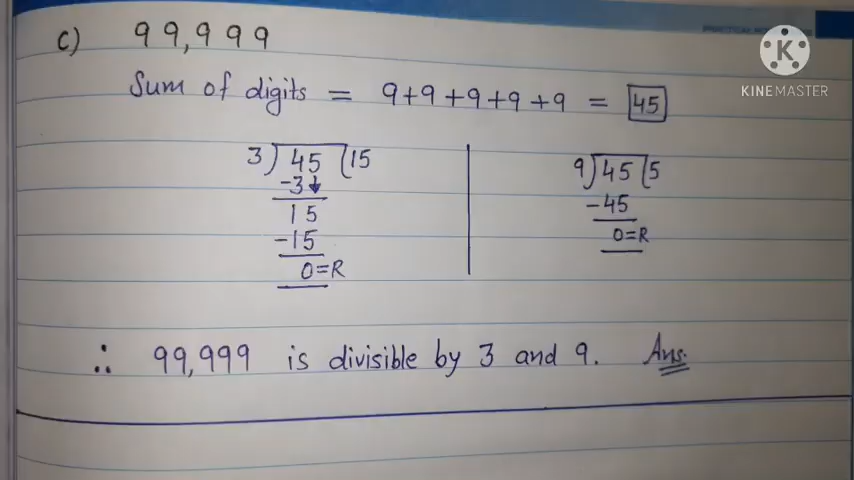 c) 99,999
Sum of digits = 9+9+9+9+9 = 45
3) 45 (15
-3↓
15
-15
0=R
9) 45 (5
-45
0=R
∴ 99,999 is divisible by 3 and 9. Ans.
K
KINEMASTER